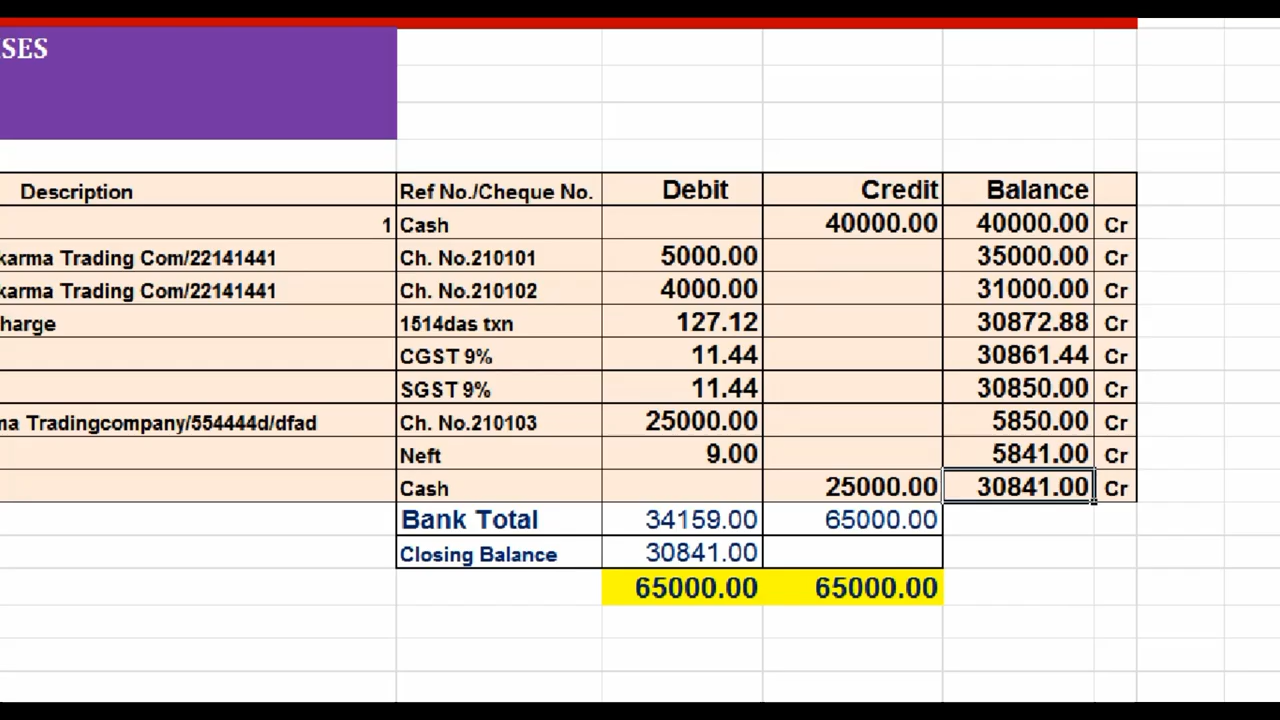 SES
Description Ref No./Cheque No. Debit Credit Balance
1 Cash 40000.00 40000.00 Cr
karma Trading Com/22141441 Ch. No.210101 5000.00 35000.00 Cr
karma Trading Com/22141441 Ch. No.210102 4000.00 31000.00 Cr
harge 1514das txn 127.12 30872.88 Cr
CGST 9% 11.44 30861.44 Cr
SGST 9% 11.44 30850.00 Cr
na Tradingcompany/554444d/dfad Ch. No.210103 25000.00 5850.00 Cr
Neft 9.00 5841.00 Cr
Cash 25000.00 30841.00 Cr
Bank Total 34159.00 65000.00
Closing Balance 30841.00
65000.00 65000.00